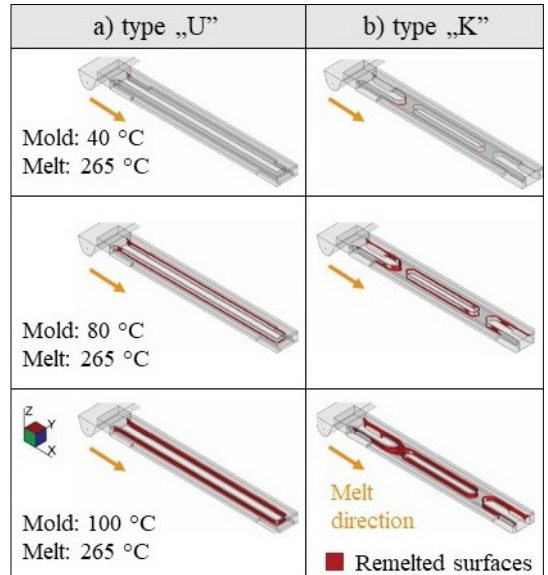 a) type „U”
b) type „K”
Mold: 40 °C
Melt: 265 °C
Mold: 80 °C
Melt: 265 °C
Z
Y
X
Mold: 100 °C
Melt: 265 °C
Melt
direction
Remelted surfaces